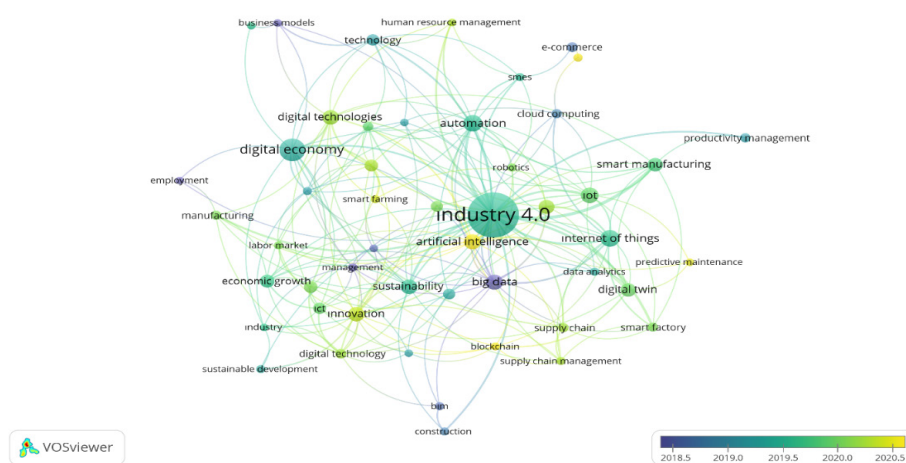 business models
human resource management
technology
e-commerce
smes
cloud computing
digital technologies
automation
productivity management
digital economy
smart manufacturing
robotics
employment
iot
smart farming
manufacturing
industry 4.0
labor market
artificial intelligence
internet of things
predictive maintenance
management
data analytics
economic growth
sustainability
big data
digital twin
ict
innovation
industry
supply chain
smart factory
blockchain
digital technology
supply chain management
sustainable development
bim
construction
VOSviewer
2018.5 2019.0 2019.5 2020.0 2020.5